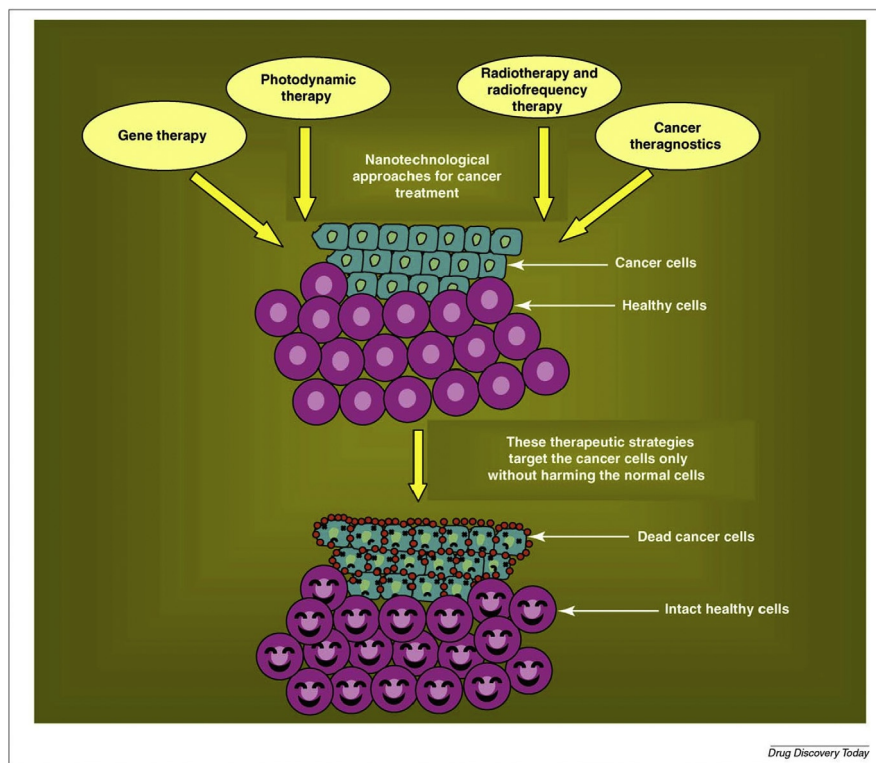 Photodynamic
therapy
Radiotherapy and
radiofrequency
therapy
Gene therapy
Cancer
theragnostics
Nanotechnological
approaches for cancer
treatment
Cancer cells
Healthy cells
These therapeutic strategies
target the cancer cells only
without harming the normal cells
Dead cancer cells
Intact healthy cells
Drug Discovery Today